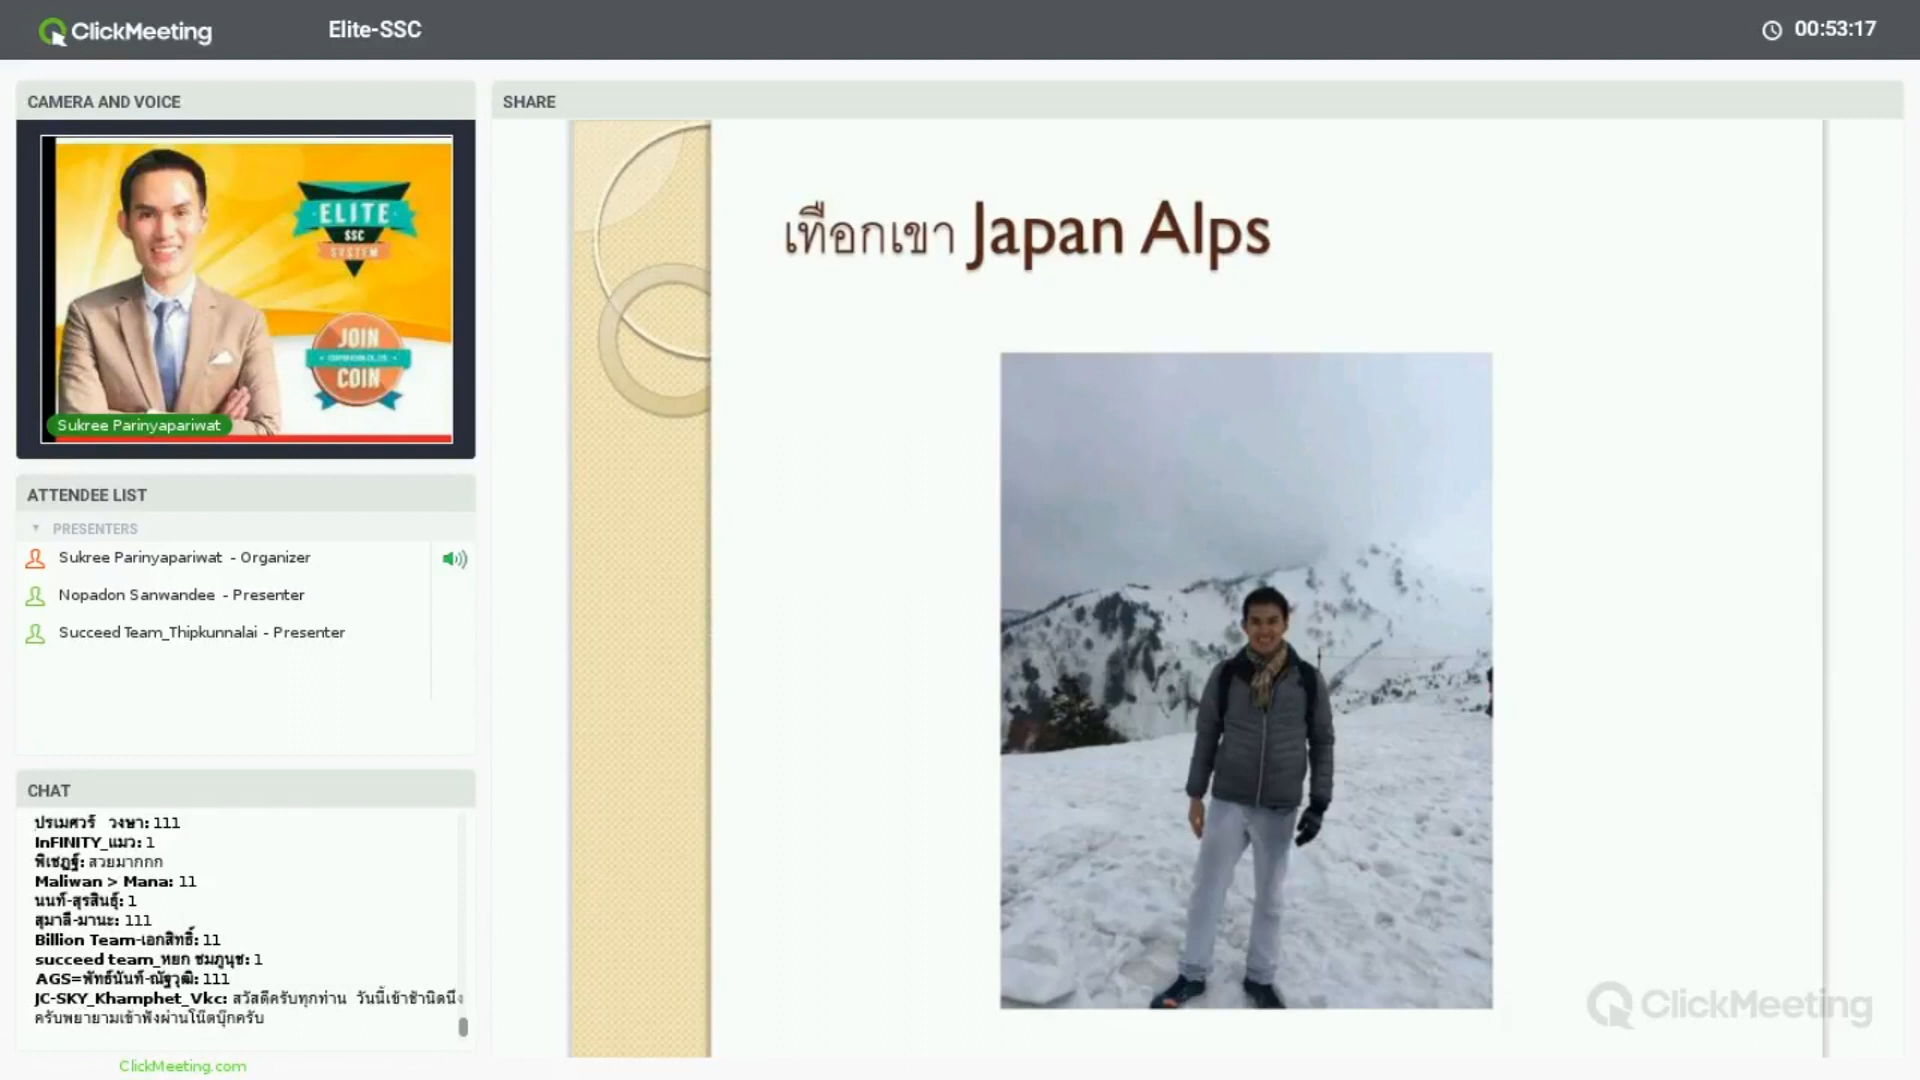 ClickMeeting
Elite-SSC
00:53:17
CAMERA AND VOICE
ELITE
SSC
SYSTEM
JOIN
COIN
Sukree Parinyapariwat
ATTENDEE LIST
PRESENTERS
Sukree Parinyapariwat - Organizer
Nopadon Sanwandee - Presenter
Succeed Team_Thipkunnalai - Presenter
CHAT
ปรเมศวร์ วงษา: 111
InFINITY_แมว: 1
พิเชฏฐ์: สวยมากกก
Maliwan > Mana: 11
นนท์-สุรสินธุ์: 1
สุมาลี-มานะ: 111
Billion Team-เอกสิทธิ์: 11
succeed team_หยก ชมภูนุช: 1
AGS=พัทธ์นันท์-ณัฐวุฒิ: 111
JC-SKY_Khamphet_Vkc: สวัสดีครับทุกท่าน วันนี้เข้าช้านิดนึง
ครับพยายามเข้าฟังผ่านโน๊ตบุ๊กครับ
ClickMeeting.com
SHARE
เทือกเขา Japan Alps
ClickMeeting